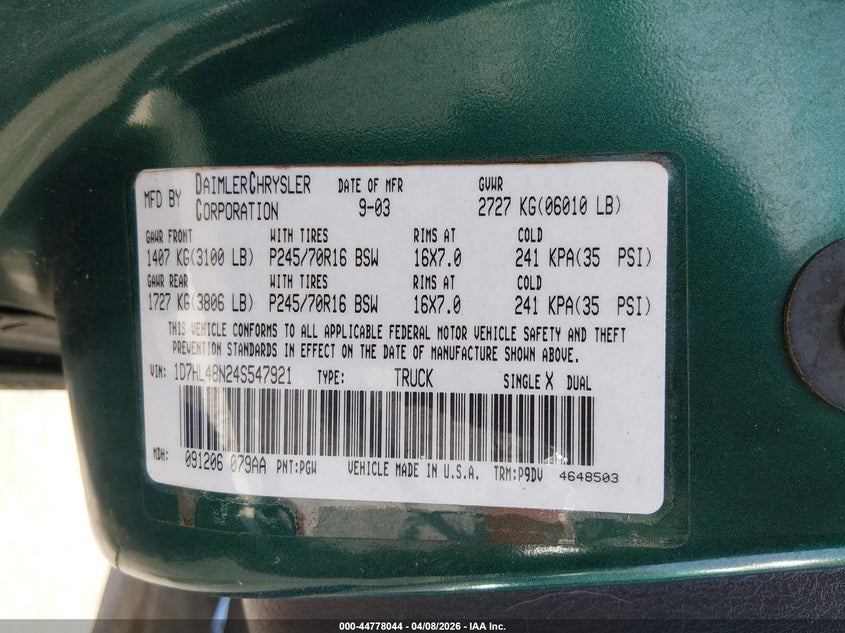 MFD BY DAIMLERCHRYSLER CORPORATION DATE OF MFR 9-03 GVWR 2727 KG(06010 LB)
GAWR FRONT WITH TIRES RIMS AT COLD
1407 KG(3100 LB) P245/70R16 BSW 16X7.0 241 KPA(35 PSI)
GAWR REAR WITH TIRES RIMS AT COLD
1727 KG(3806 LB) P245/70R16 BSW 16X7.0 241 KPA(35 PSI)
THIS VEHICLE CONFORMS TO ALL APPLICABLE FEDERAL MOTOR VEHICLE SAFETY AND THEFT
PREVENTION STANDARDS IN EFFECT ON THE DATE OF MANUFACTURE SHOWN ABOVE.
VIN: 1D7HL48N24S547921 TYPE: TRUCK SINGLE X DUAL
MDH: 091206 079AA PNT:PGW VEHICLE MADE IN U.S.A. TRM:P9DV 4648503
000-44778044 - 04/08/2026 - IAA Inc.